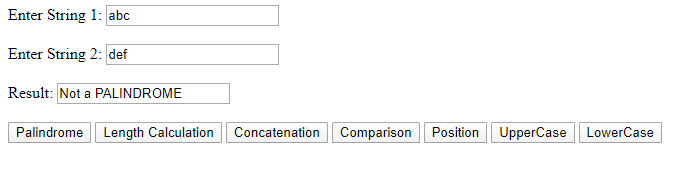 Enter String 1: abc
Enter String 2: def
Result: Not a PALINDROME
Palindrome Length Calculation Concatenation Comparison Position UpperCase LowerCase